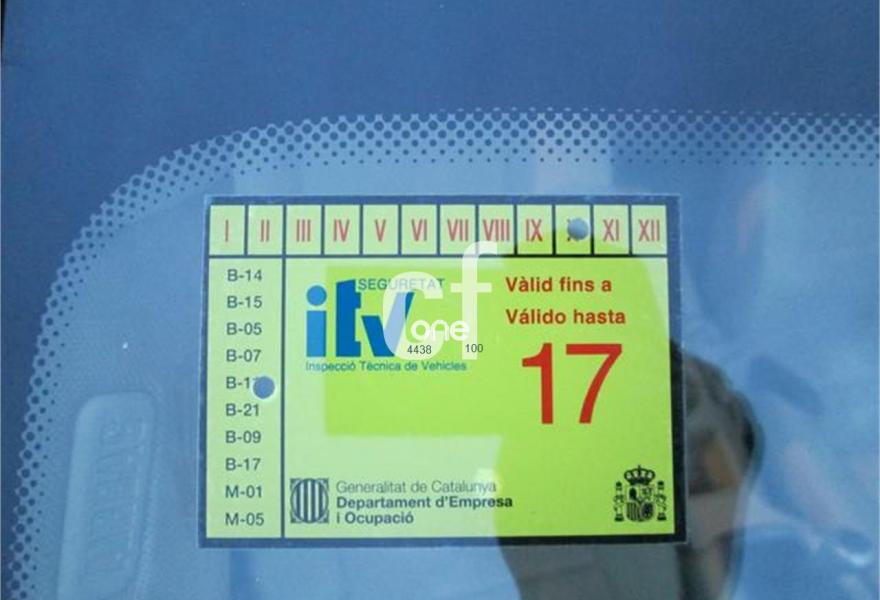 I II III IV V VI VII VIII IX XI XII
B-14
B-15
B-05
B-07
B-21
B-09
B-17
M-01
M-05
SEGURETAT
itv
4438 100
Inspecció Tècnica de Vehicles
cf
one
Vàlid fins a
Válido hasta
17
Generalitat de Catalunya
Departament d'Empresa
i Ocupació